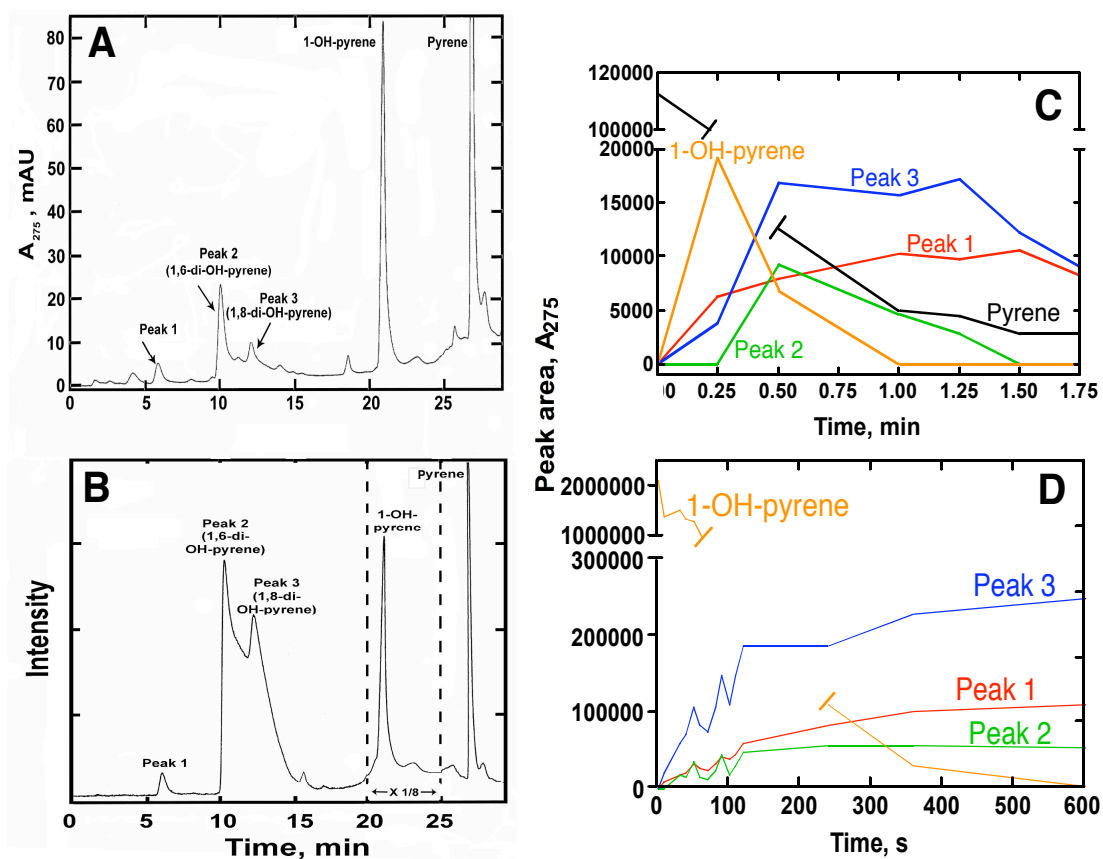 A
80
70
60
50
40
30
20
10
0
A275 , mAU
1-OH-pyrene
Pyrene
Peak 2
(1,6-di-OH-pyrene)
Peak 3
(1,8-di-OH-pyrene)
Peak 1
0 5 10 15 20 25
B
Pyrene
1-OH-
pyrene
Peak 2
(1,6-di-
OH-pyrene)
Peak 3
(1,8-di-
OH-pyrene)
Peak 1
X 1/8
Intensity
0 5 10 15 20 25
Time, min
Peak area, A275
C
120000
100000
20000
15000
10000
5000
0
1-OH-pyrene
Peak 3
Peak 1
Pyrene
Peak 2
00 0.25 0.50 1.00 1.25 1.50 1.75
Time, min
D
2000000
1000000
300000
200000
100000
0
1-OH-pyrene
Peak 3
Peak 1
Peak 2
0 100 200 300 400 500 600
Time, s